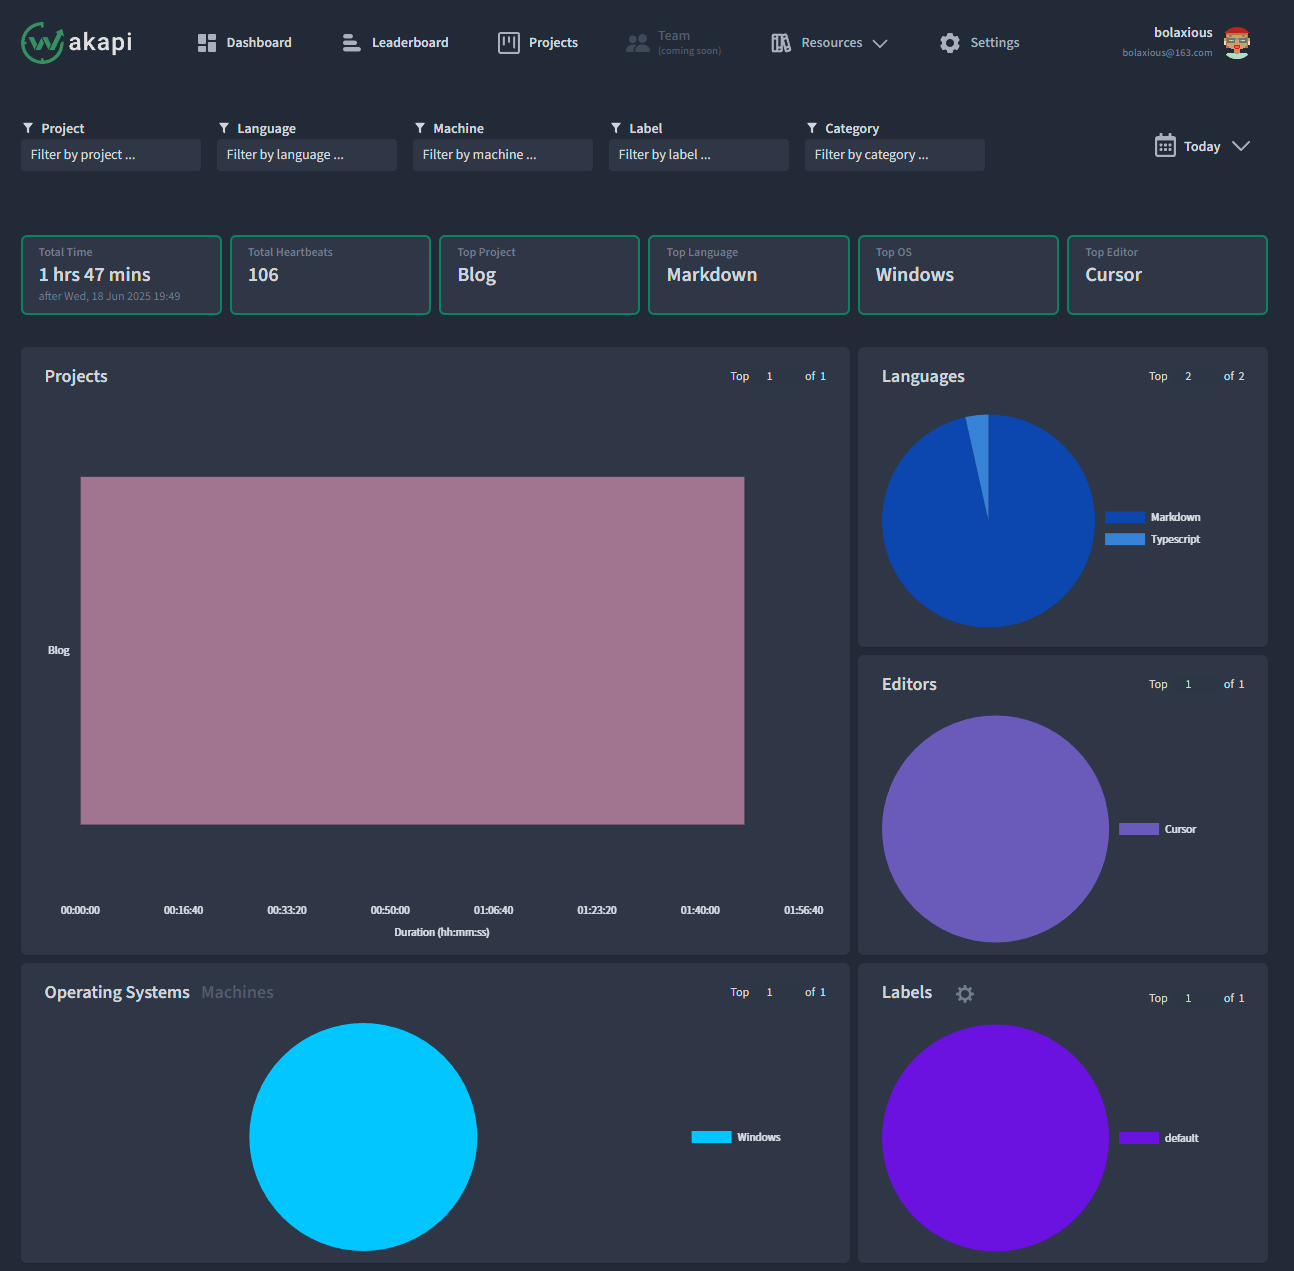 akapi
Dashboard
Leaderboard
Projects
Team
(coming soon)
Resources
Settings
bolaxious
bolaxious@163.com
Project
Language
Machine
Label
Category
Filter by project ...
Filter by language ...
Filter by machine ...
Filter by label ...
Filter by category ...
Today
Total Time
1 hrs 47 mins
after Wed, 18 Jun 2025 19:49
Total Heartbeats
106
Top Project
Blog
Top Language
Markdown
Top OS
Windows
Top Editor
Cursor
Projects
Top 1 of 1
Blog
00:00:00 00:16:40 00:33:20 00:50:00 01:06:40 01:23:20 01:40:00 01:56:40
Duration (hh:mm:ss)
Languages
Top 2 of 2
Markdown
Typescript
Editors
Top 1 of 1
Cursor
Operating Systems Machines
Top 1 of 1
Windows
Labels
Top 1 of 1
default